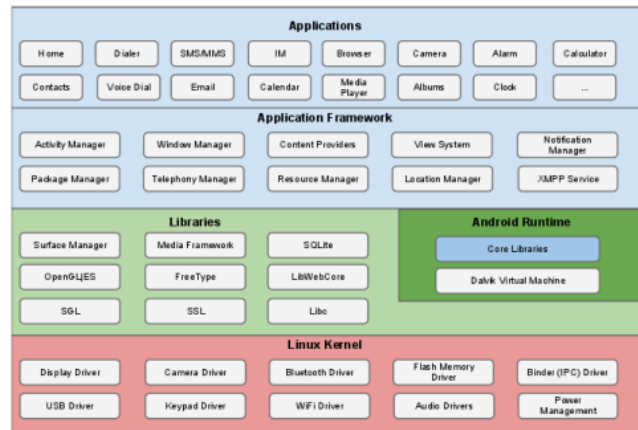 Applications
Home Dialer SMS/MMS IM Browser Camera Alarm Calculator
Contacts Voice Dial Email Calendar Media Player Albums Clock ...
Application Framework
Activity Manager Window Manager Content Providers View System Notification Manager
Package Manager Telephony Manager Resource Manager Location Manager XMPP Service
Libraries Android Runtime
Surface Manager Media Framework SQLite Core Libraries
OpenGL|ES FreeType LibWebCore Dalvik Virtual Machine
SGL SSL Libc
Linux Kernel
Display Driver Camera Driver Bluetooth Driver Flash Memory Driver Binder (IPC) Driver
USB Driver Keypad Driver WiFi Driver Audio Drivers Power Management